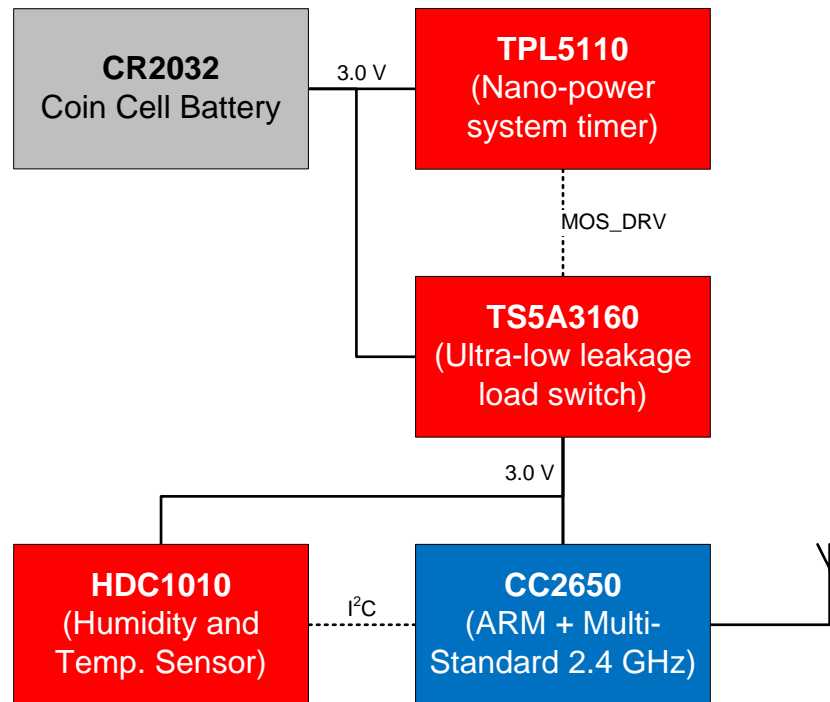 CR2032
Coin Cell Battery
3.0 V
TPL5110
(Nano-power
system timer)
MOS_DRV
TS5A3160
(Ultra-low leakage
load switch)
3.0 V
HDC1010
(Humidity and
Temp. Sensor)
I²C
CC2650
(ARM + Multi-
Standard 2.4 GHz)